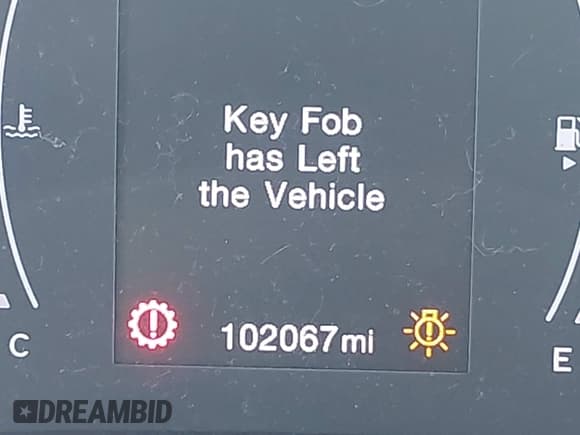 Key Fob
has Left
the Vehicle
102067mi
C
E
DREAMBID